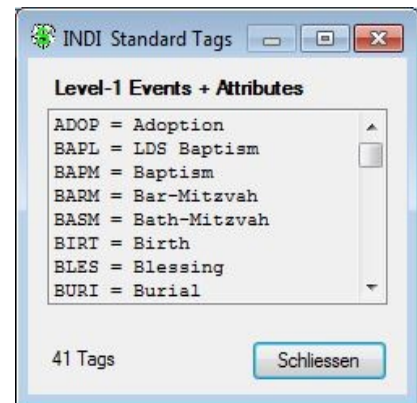 INDI Standard Tags
Level-1 Events + Attributes
ADOP = Adoption
BAPL = LDS Baptism
BAPM = Baptism
BARM = Bar-Mitzvah
BASM = Bath-Mitzvah
BIRT = Birth
BLES = Blessing
BURI = Burial
41 Tags
Schliessen